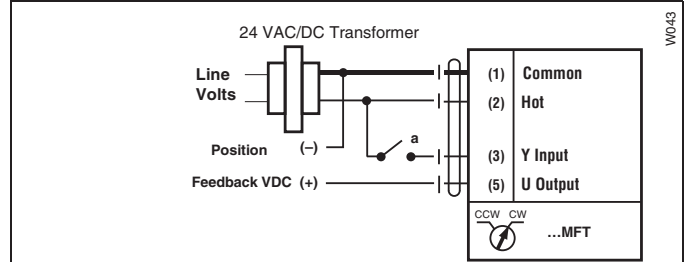 24 VAC/DC Transformer
W043
Line
Volts
(1) Common
(2) Hot
Position (–)
a
(3) Y Input
Feedback VDC (+)
(5) U Output
CCW CW
...MFT